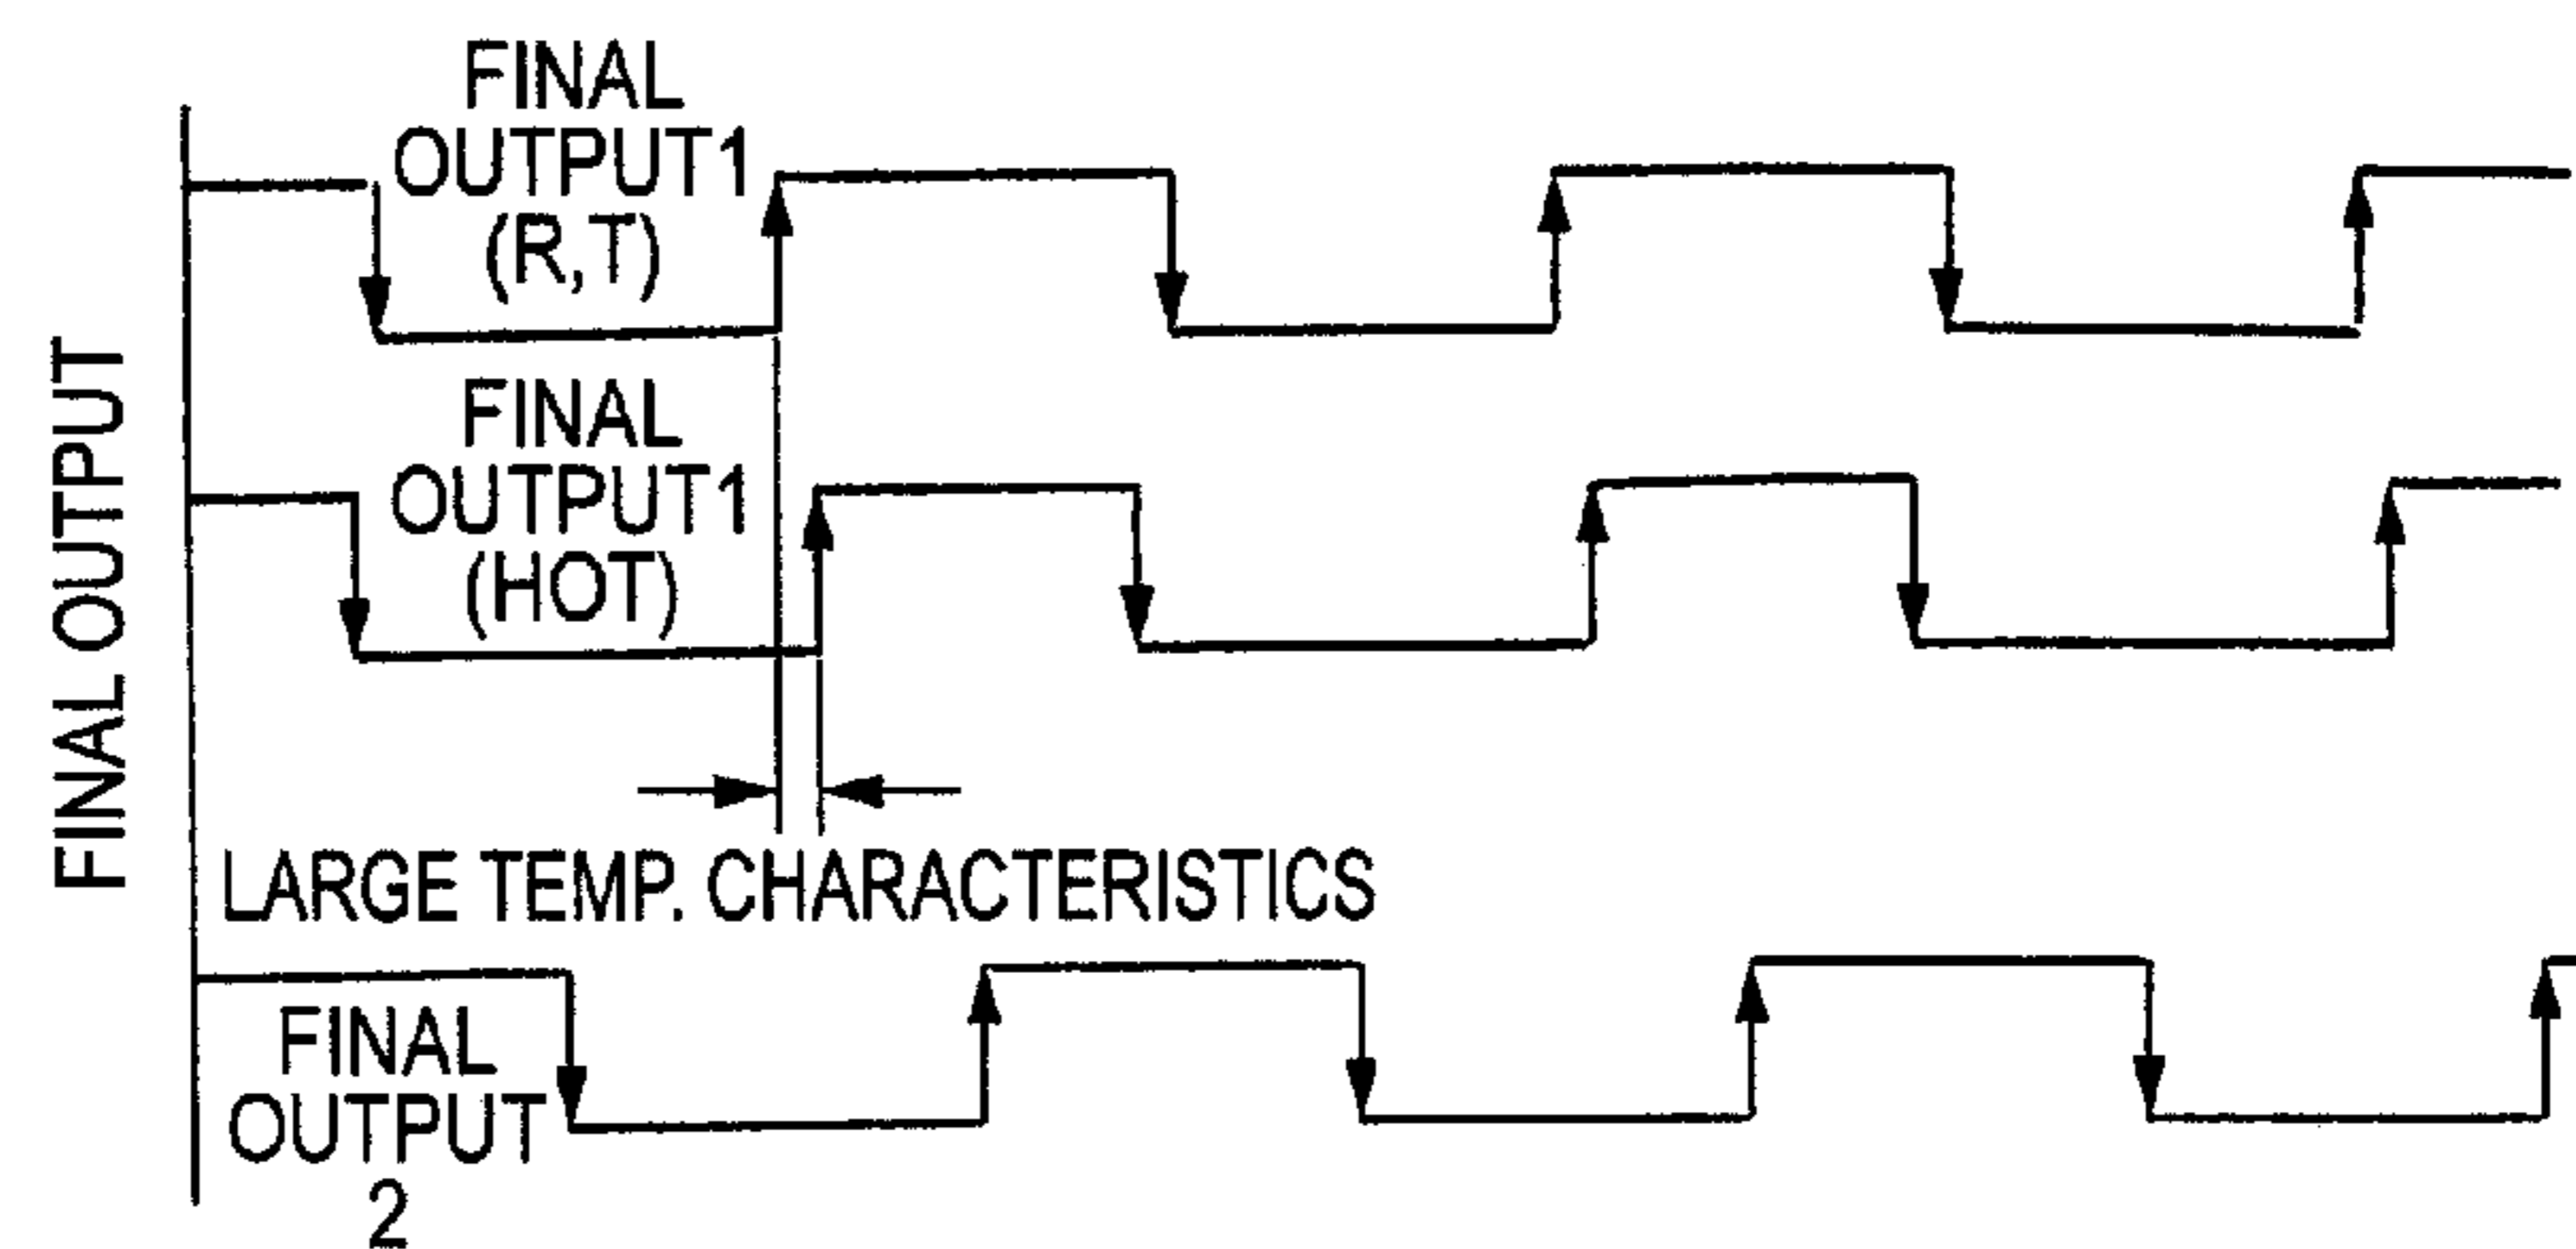 FINAL OUTPUT
FINAL
OUTPUT1
(R,T)
FINAL
OUTPUT1
(HOT)
LARGE TEMP. CHARACTERISTICS
FINAL
OUTPUT
2